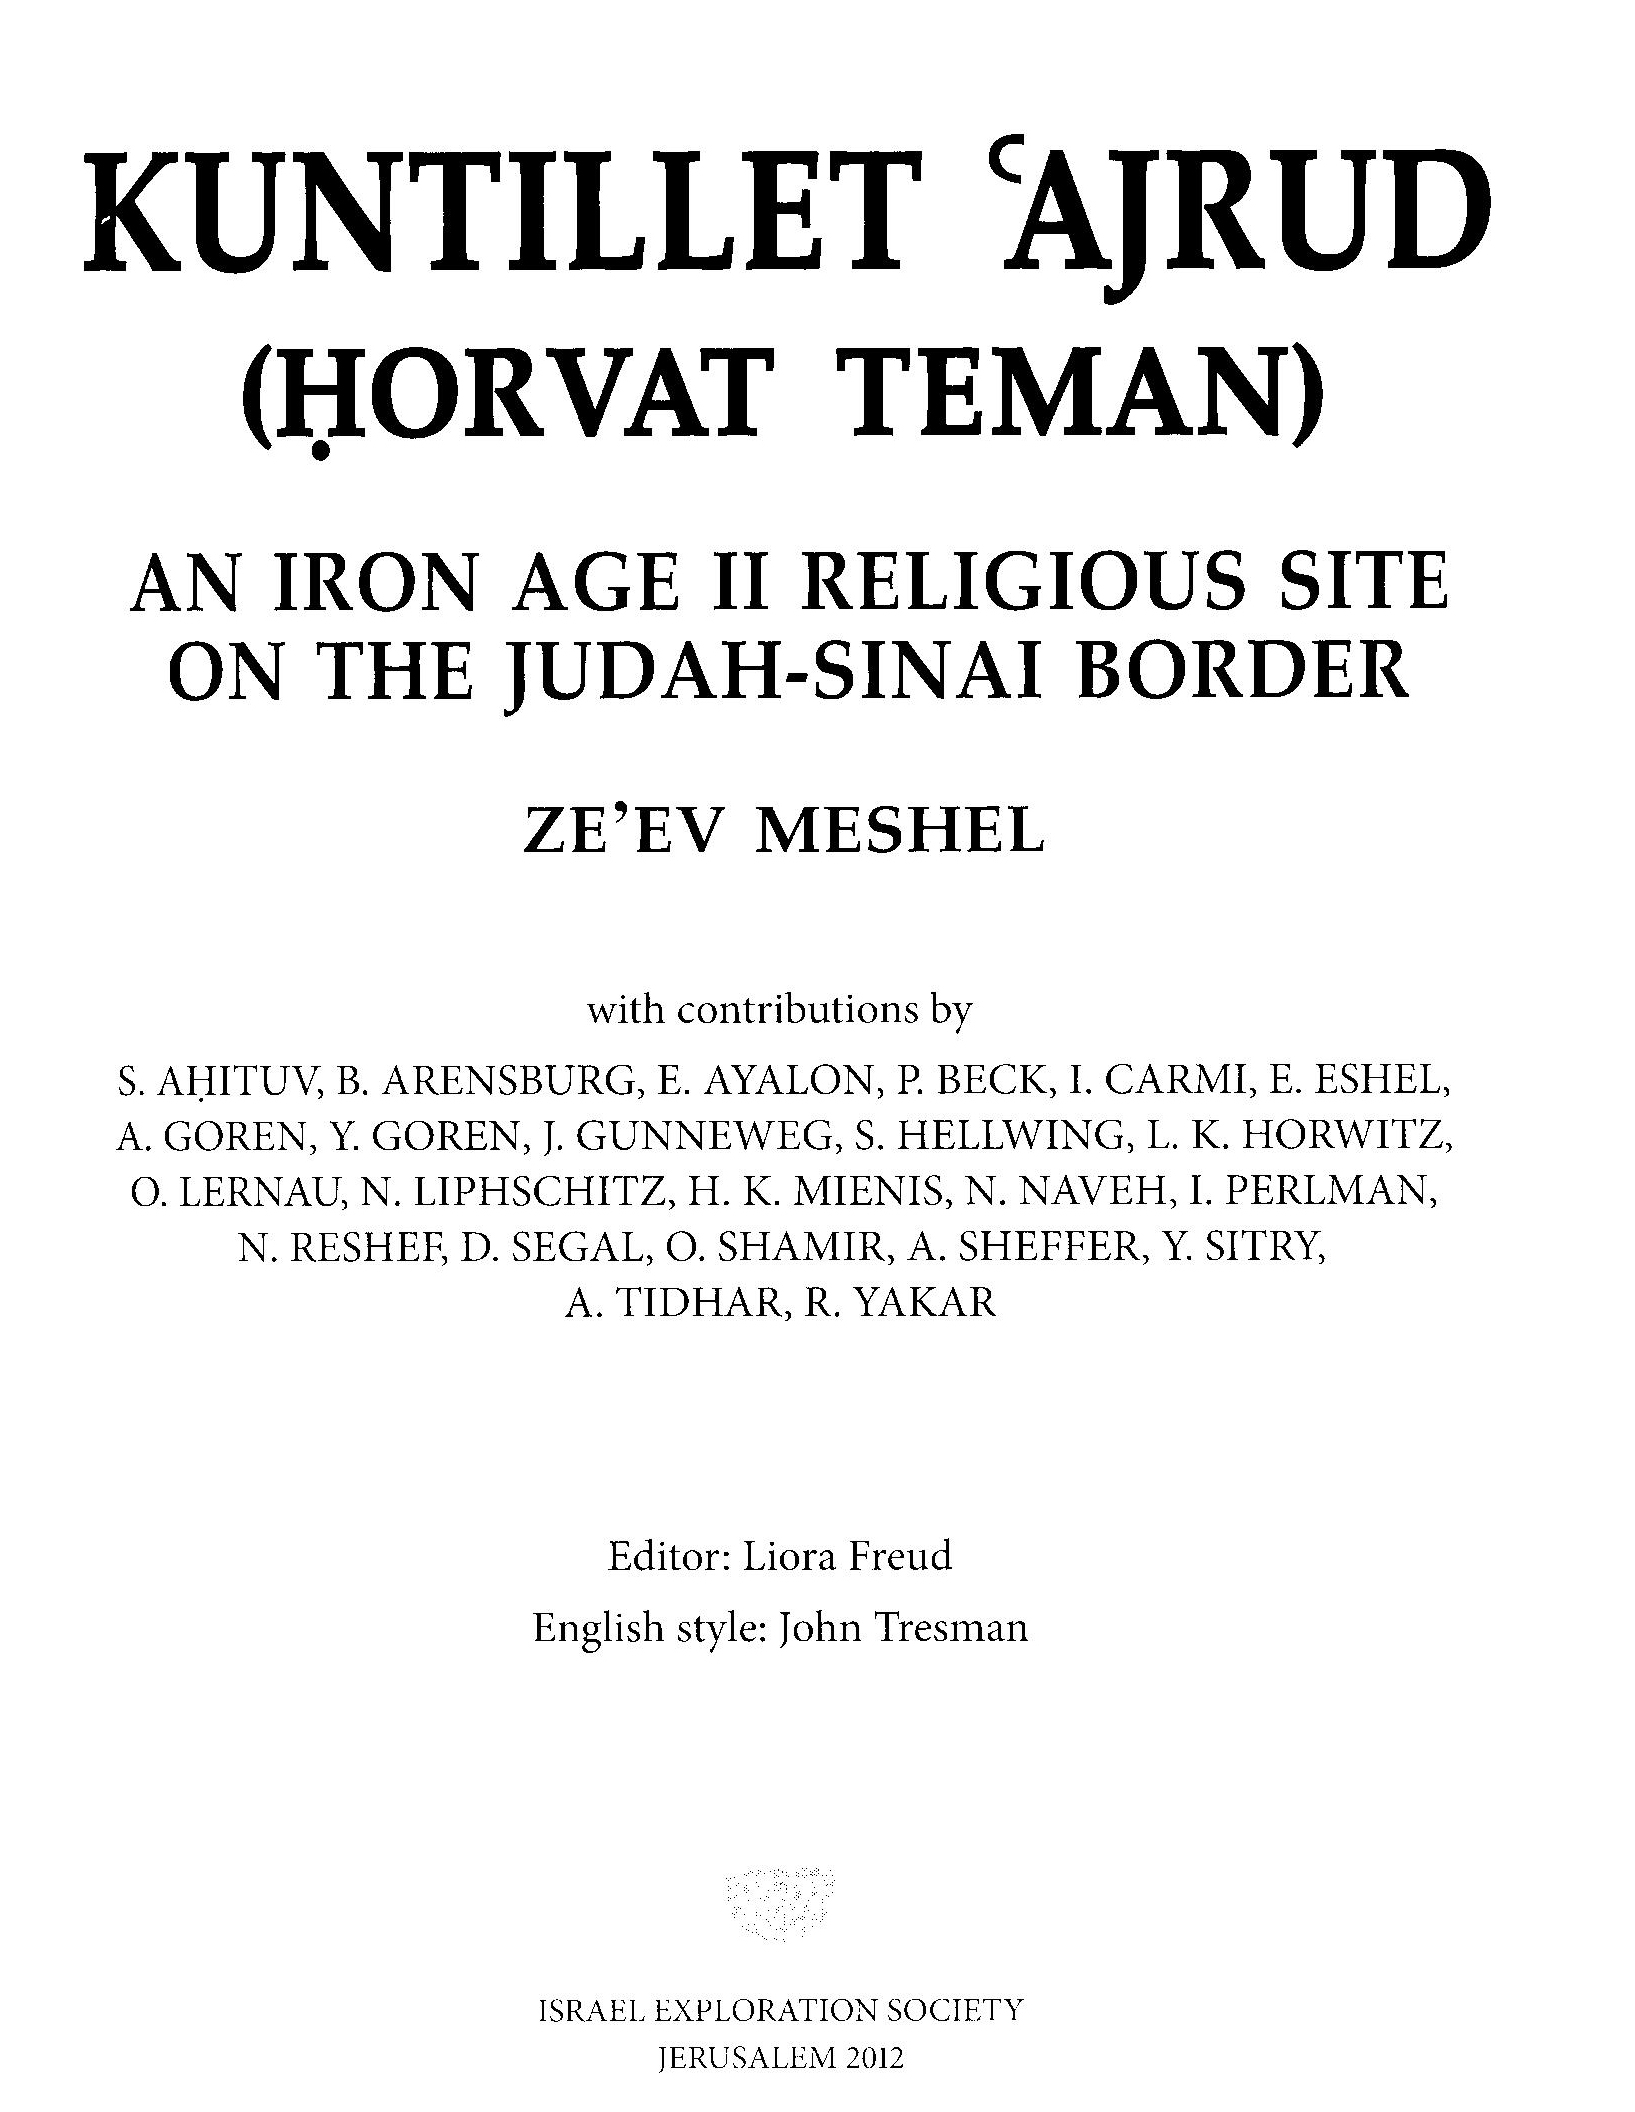 KUNTILLET ʿAJRUD
(ḤORVAT TEMAN)
AN IRON AGE II RELIGIOUS SITE
ON THE JUDAH-SINAI BORDER
ZE’EV MESHEL
with contributions by
S. AḤITUV, B. ARENSBURG, E. AYALON, P. BECK, I. CARMI, E. ESHEL,
A. GOREN, Y. GOREN, J. GUNNEWEG, S. HELLWING, L. K. HORWITZ,
O. LERNAU, N. LIPHSCHITZ, H. K. MIENIS, N. NAVEH, I. PERLMAN,
N. RESHEF, D. SEGAL, O. SHAMIR, A. SHEFFER, Y. SITRY,
A. TIDHAR, R. YAKAR
Editor: Liora Freud
English style: John Tresman
ISRAEL EXPLORATION SOCIETY
JERUSALEM 2012